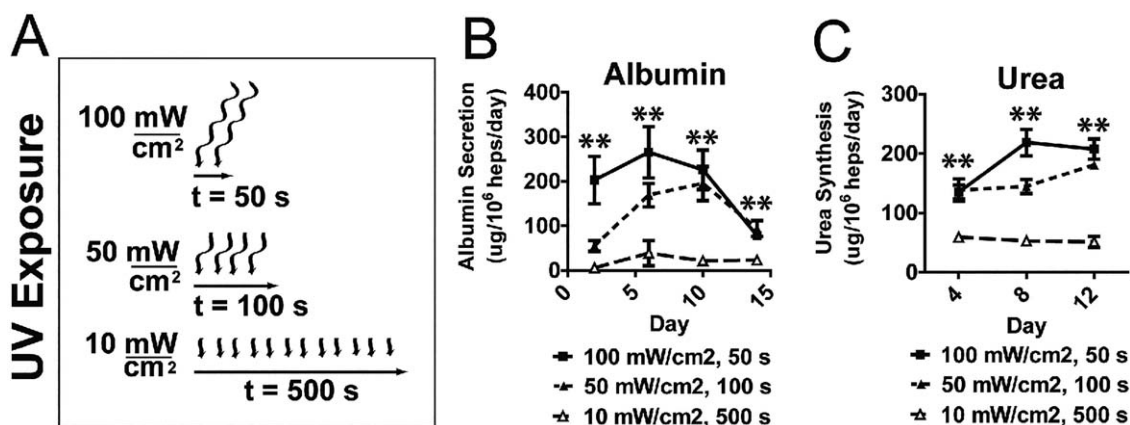 A
UV Exposure
100 mW
cm²
t = 50 s
50 mW
cm²
t = 100 s
10 mW
cm²
t = 500 s
B
Albumin
Albumin Secretion
(ug/10⁶ heps/day)
400
300
200
100
0
**
**
**
**
0
5
10
15
Day
100 mW/cm2, 50 s
50 mW/cm2, 100 s
10 mW/cm2, 500 s
C
Urea
Urea Synthesis
(ug/10⁶ heps/day)
300
200
100
0
**
**
**
4
8
12
Day
100 mW/cm2, 50 s
50 mW/cm2, 100 s
10 mW/cm2, 500 s